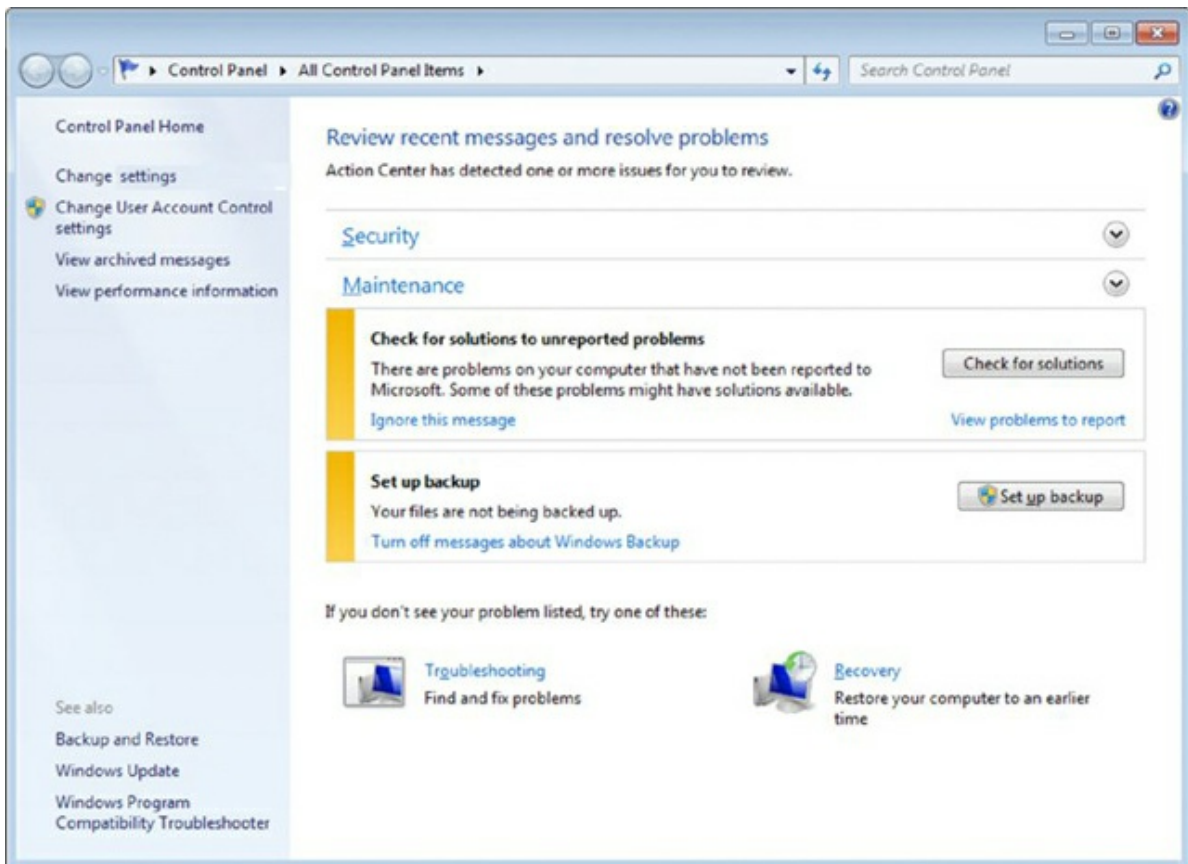 Control Panel ▸ All Control Panel Items ▸
Search Control Panel
Control Panel Home
Change settings
Change User Account Control
settings
View archived messages
View performance information
Review recent messages and resolve problems
Action Center has detected one or more issues for you to review.
Security
Maintenance
Check for solutions to unreported problems
There are problems on your computer that have not been reported to
Microsoft. Some of these problems might have solutions available.
Check for solutions
Ignore this message
View problems to report
Set up backup
Your files are not being backed up.
Set up backup
Turn off messages about Windows Backup
If you don't see your problem listed, try one of these:
Troubleshooting
Find and fix problems
Recovery
Restore your computer to an earlier
time
See also
Backup and Restore
Windows Update
Windows Program
Compatibility Troubleshooter